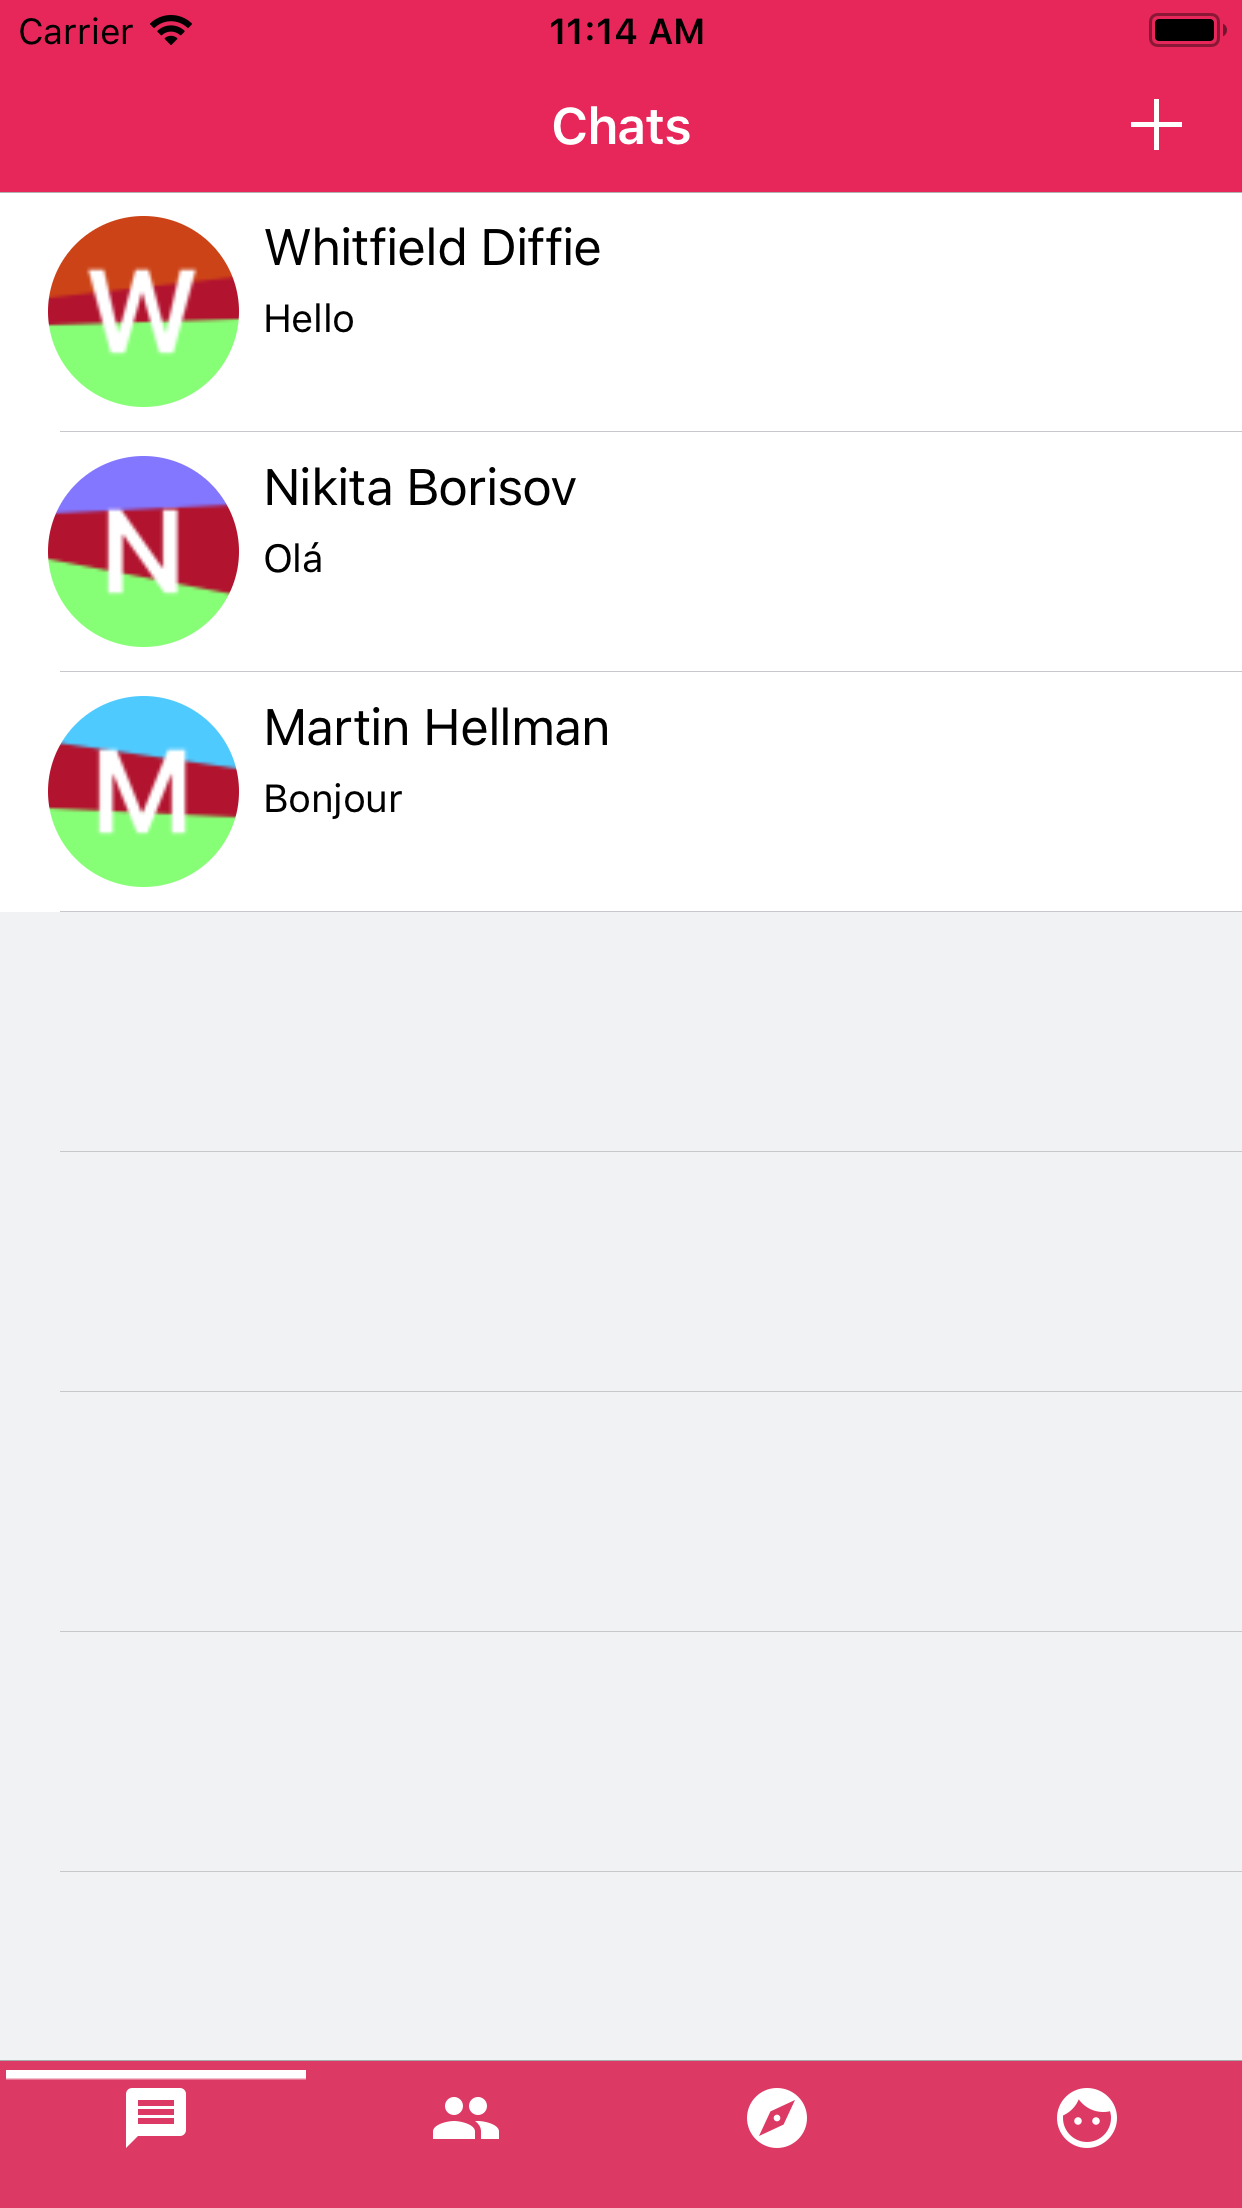 Carrier 11:14 AM
Chats
W
Whitfield Diffie
Hello
N
Nikita Borisov
Olá
M
Martin Hellman
Bonjour